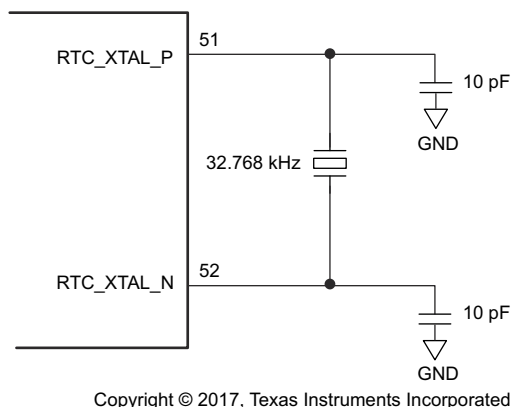 51
RTC_XTAL_P
10 pF
GND
32.768 kHz
52
RTC_XTAL_N
10 pF
GND
Copyright © 2017, Texas Instruments Incorporated